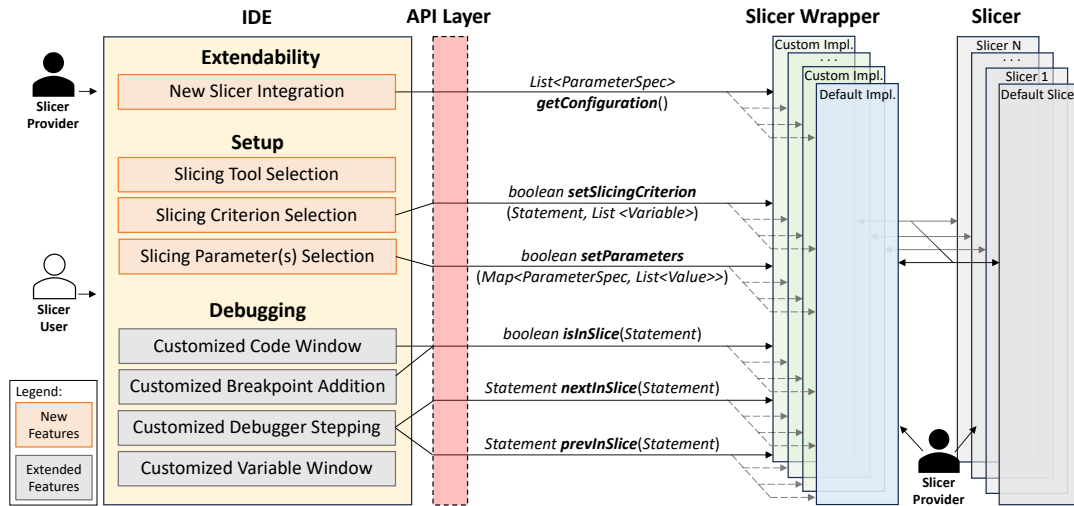 IDE
API Layer
Slicer Wrapper
Slicer
Extendability
New Slicer Integration
Setup
Slicing Tool Selection
Slicing Criterion Selection
Slicing Parameter(s) Selection
Debugging
Customized Code Window
Customized Breakpoint Addition
Customized Debugger Stepping
Customized Variable Window
Slicer
Provider
Slicer
User
Legend:
New
Features
Extended
Features
List<ParameterSpec>
getConfiguration()
boolean setSlicingCriterion
(Statement, List <Variable>)
boolean setParameters
(Map<ParameterSpec, List<Value>>)
boolean isInSlice(Statement)
Statement nextInSlice(Statement)
Statement prevInSlice(Statement)
Custom Impl.
...
Custom Impl.
Default Impl.
Slicer N
...
Slicer 1
Default Slice
Slicer
Provider